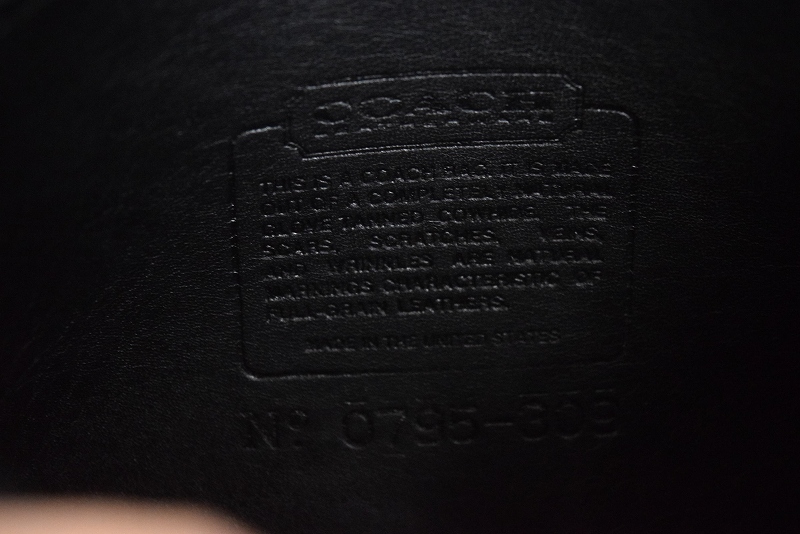 COACH
THIS IS A COACH BAG. IT IS MADE
OUT OF A COMPLETELY NATURAL
GLOVE TANNED COWHIDE. THE
SCARS, SCRATCHES, VEINS
AND WRINKLES ARE NATURAL
MARKINGS CHARACTERISTIC OF
FULL-GRAIN LEATHERS.
MADE IN THE UNITED STATES
Nº 0795-309